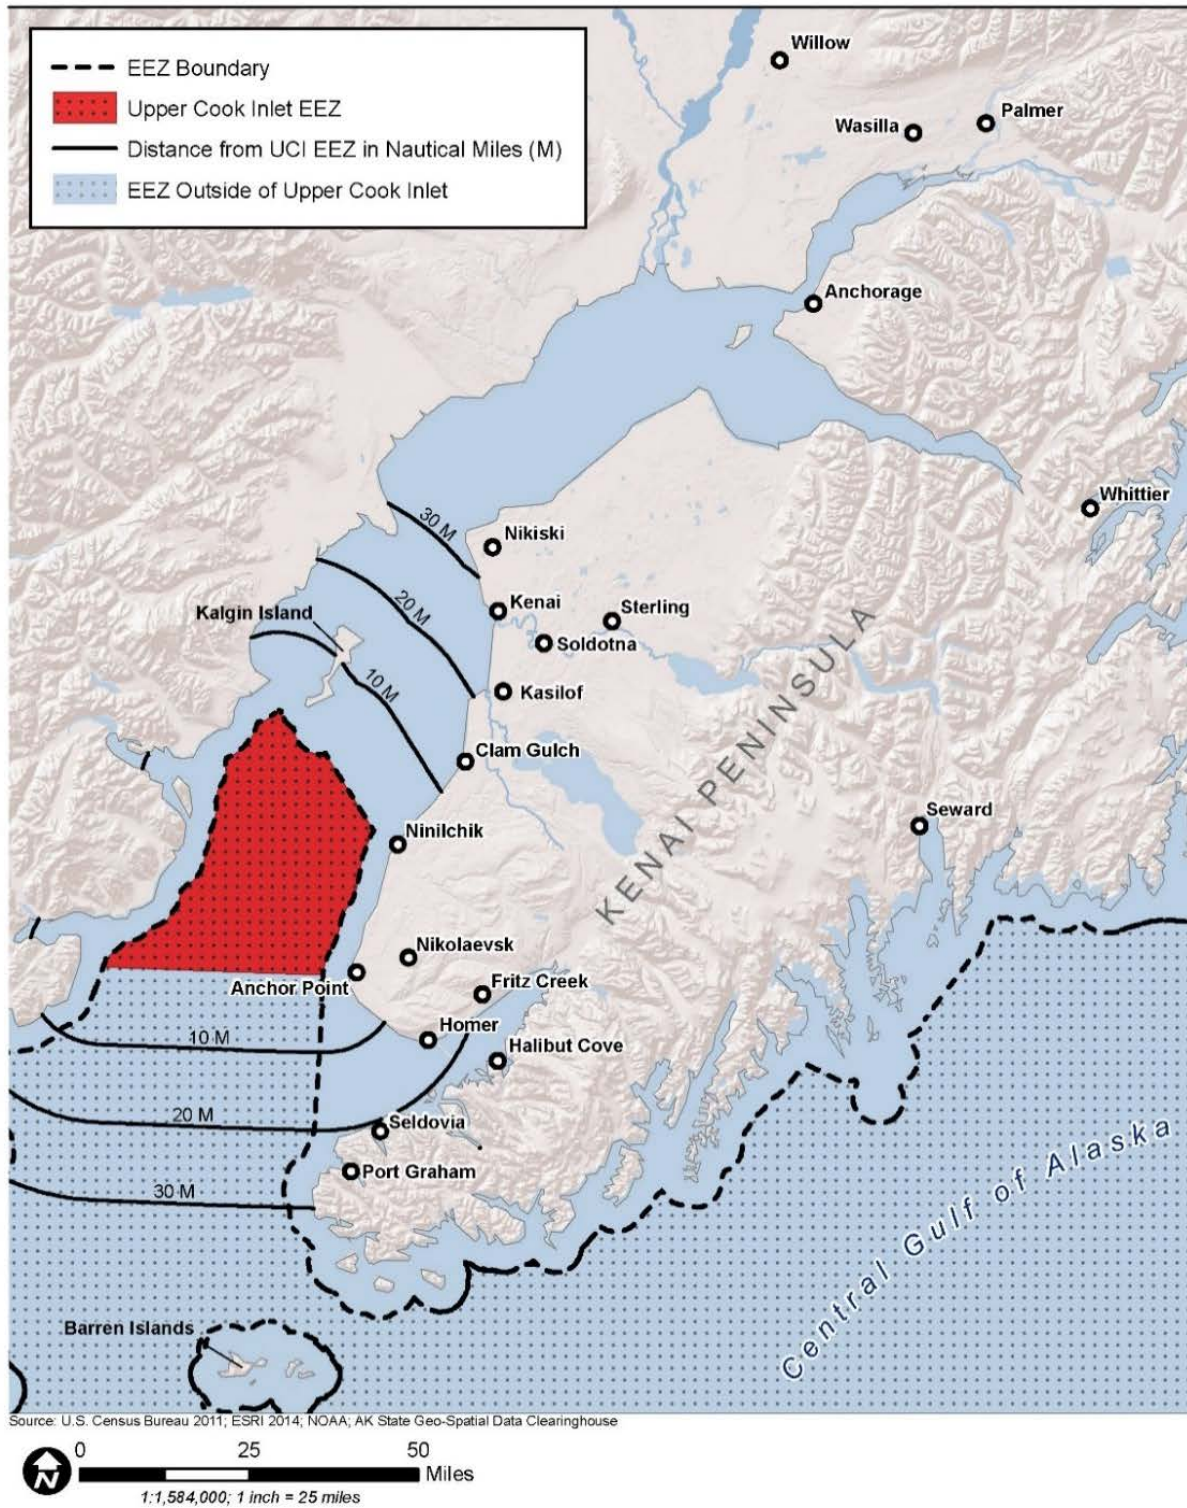 EEZ Boundary
Upper Cook Inlet EEZ
Distance from UCI EEZ in Nautical Miles (M)
EEZ Outside of Upper Cook Inlet
Willow
Wasilla
Palmer
Anchorage
Whittier
30 M
Nikiski
20 M
Kalgin Island
Kenai
Sterling
Soldotna
10 M
Kasilof
Clam Gulch
KENAI PENINSULA
Seward
Ninilchik
Nikolaevsk
Anchor Point
Fritz Creek
10 M
Homer
Halibut Cove
20 M
Seldovia
Port Graham
30 M
Central Gulf of Alaska
Barren Islands
Source: U.S. Census Bureau 2011; ESRI 2014; NOAA; AK State Geo-Spatial Data Clearinghouse
N
0 25 50
Miles
1:1,584,000; 1 inch = 25 miles